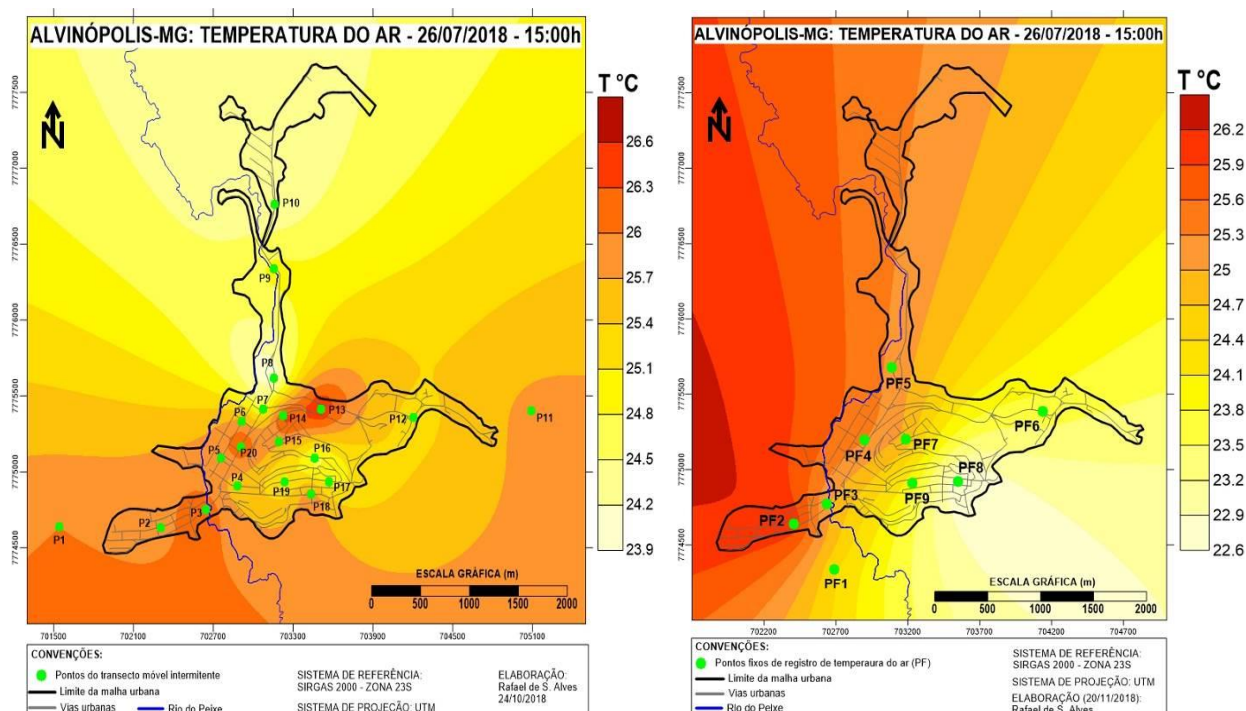 ALVINÓPOLIS-MG: TEMPERATURA DO AR - 26/07/2018 - 15:00h
N
7777500
7777000
7776500
7776000
7775500
7775000
7774500
P10
P9
P8
P7
P6
P14
P13
P12
P11
P5
P20
P15
P16
P4
P19
P17
P18
P3
P2
P1
ESCALA GRÁFICA (m)
0 500 1000 1500 2000
701500 702100 702700 703300 703900 704500 705100
T °C
26.6
26.3
26
25.7
25.4
25.1
24.8
24.5
24.2
23.9
CONVENÇÕES:
Pontos do transecto móvel intermitente
Limite da malha urbana
Vias urbanas Rio do Peixe
SISTEMA DE REFERÊNCIA:
SIRGAS 2000 - ZONA 23S
SISTEMA DE PROJEÇÃO: UTM
ELABORAÇÃO:
Rafael de S. Alves
24/10/2018
ALVINÓPOLIS-MG: TEMPERATURA DO AR - 26/07/2018 - 15:00h
N
7777500
7777000
7776500
7776000
7775500
7775000
7774500
PF5
PF6
PF4
PF7
PF8
PF9
PF3
PF2
PF1
ESCALA GRÁFICA (m)
0 500 1000 1500 2000
702200 702700 703200 703700 704200 704700
T °C
26.2
25.9
25.6
25.3
25
24.7
24.4
24.1
23.8
23.5
23.2
22.9
22.6
CONVENÇÕES:
Pontos fixos de registro de temperaura do ar (PF)
Limite da malha urbana
Vias urbanas
Rio do Peixe
SISTEMA DE REFERÊNCIA:
SIRGAS 2000 - ZONA 23S
SISTEMA DE PROJEÇÃO: UTM
ELABORAÇÃO (20/11/2018):
Rafael de S. Alves